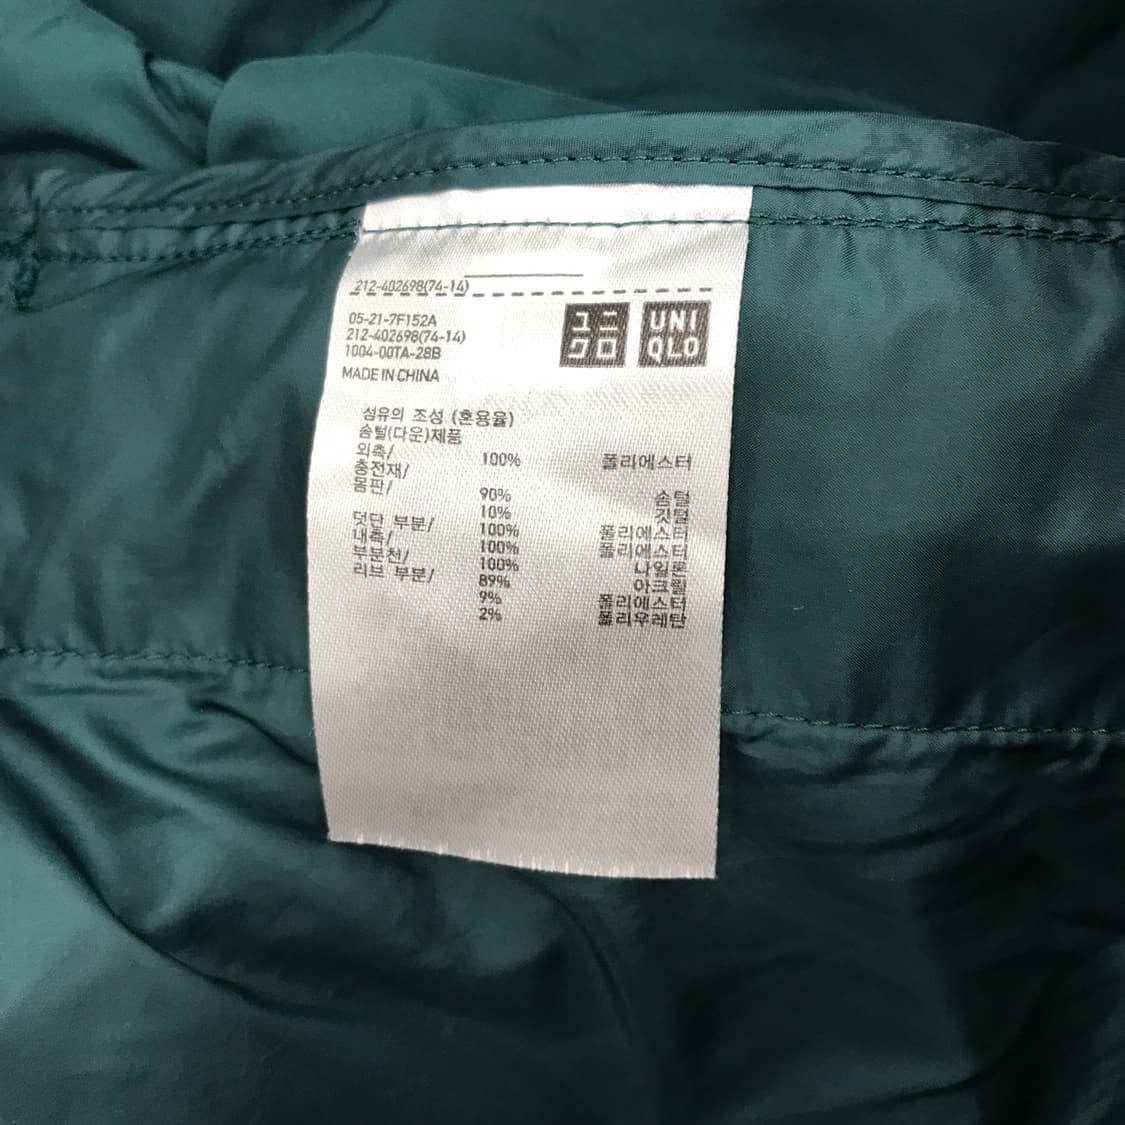 212-402698(74-14)
05-21-7F152A
212-402698(74-14)
1004-00TA-28B
MADE IN CHINA
ユニ
クロ
UNI
QLO
섬유의 조성 (혼용율)
솜털(다운)제품
외측/ 100% 폴리에스터
충전재/
몸판/ 90% 솜털
10% 깃털
덧단 부분/ 100% 폴리에스터
내측/ 100% 폴리에스터
부분천/ 100% 나일론
리브 부분/ 89% 아크릴
9% 폴리에스터
2% 폴리우레탄